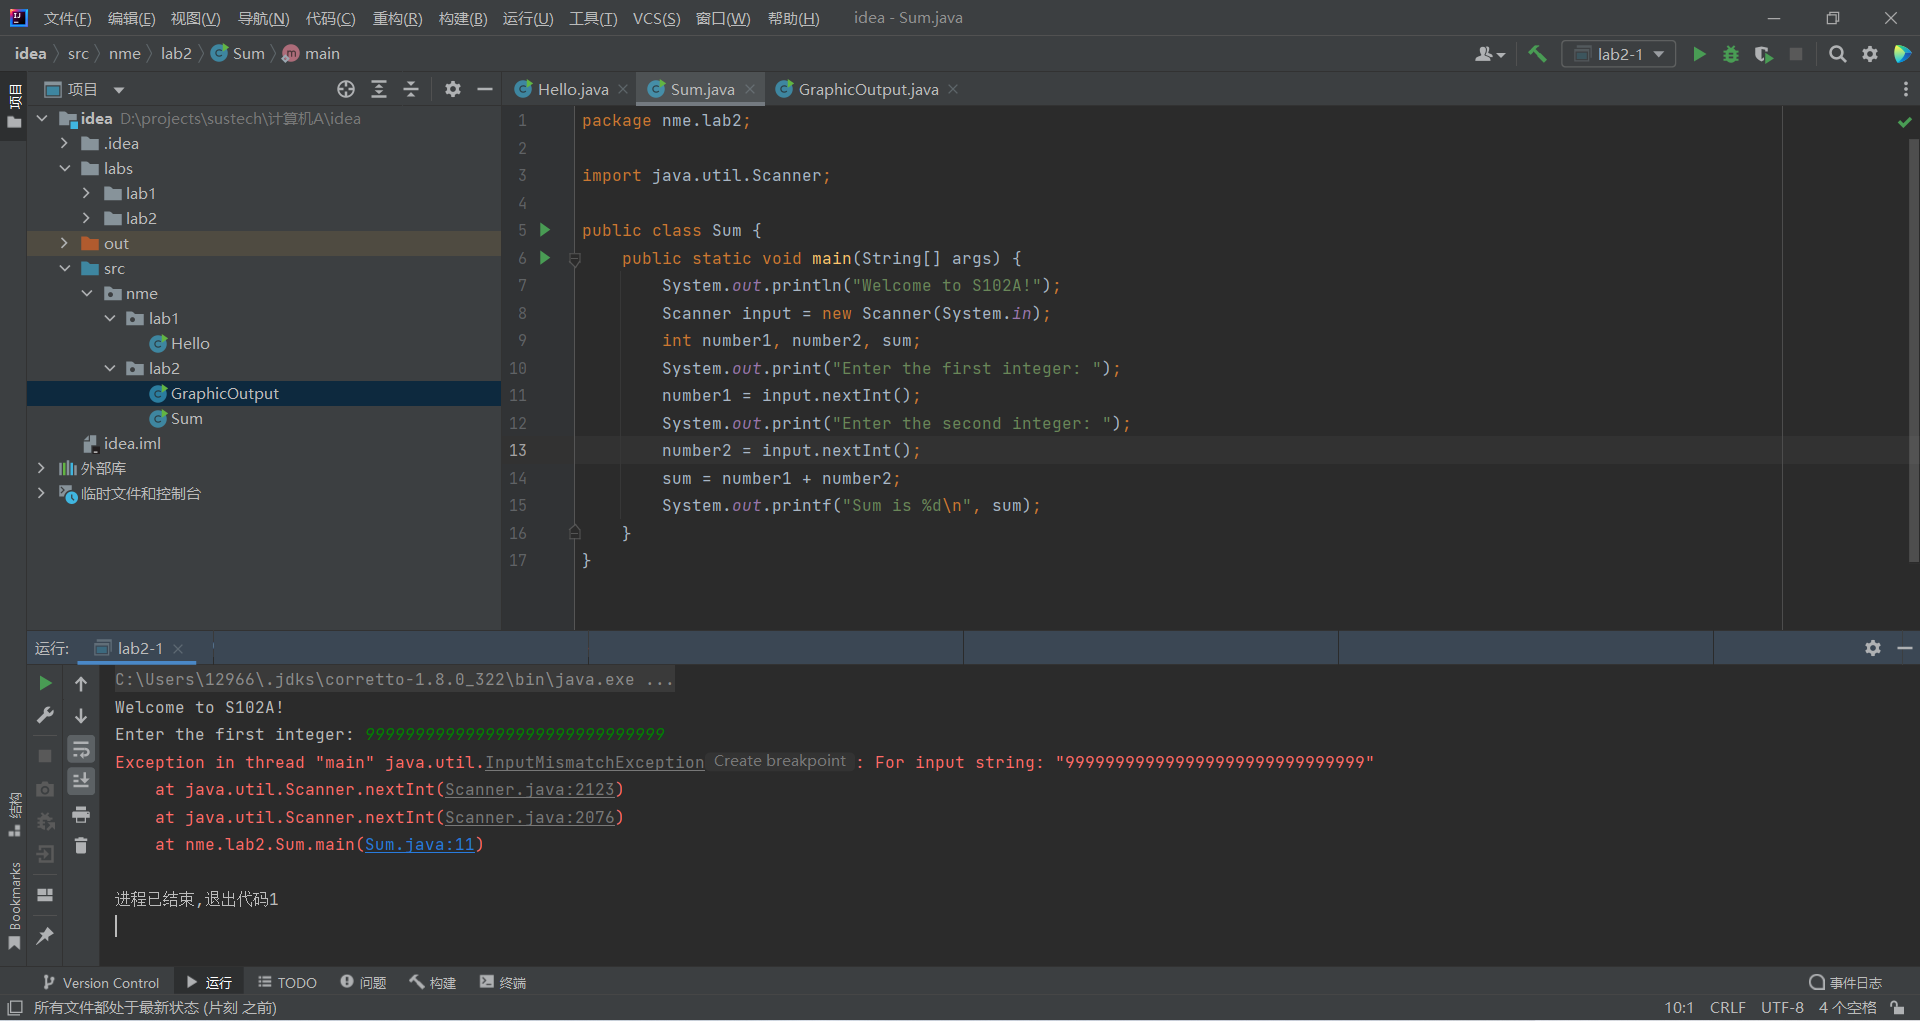 文件(F) 编辑(E) 视图(V) 导航(N) 代码(C) 重构(R) 构建(B) 运行(U) 工具(T) VCS(S) 窗口(W) 帮助(H) idea - Sum.java
idea src nme lab2 Sum main lab2-1
项目
项目
Hello.java Sum.java GraphicOutput.java
idea D:\projects\sustech\计算机A\idea
.idea
labs
lab1
lab2
out
src
nme
lab1
Hello
lab2
GraphicOutput
Sum
idea.iml
外部库
临时文件和控制台
1 package nme.lab2;
2
3 import java.util.Scanner;
4
5 public class Sum {
6 public static void main(String[] args) {
7 System.out.println("Welcome to S102A!");
8 Scanner input = new Scanner(System.in);
9 int number1, number2, sum;
10 System.out.print("Enter the first integer: ");
11 number1 = input.nextInt();
12 System.out.print("Enter the second integer: ");
13 number2 = input.nextInt();
14 sum = number1 + number2;
15 System.out.printf("Sum is %d\n", sum);
16 }
17 }
运行: lab2-1
C:\Users\12966\.jdks\corretto-1.8.0_322\bin\java.exe ...
Welcome to S102A!
Enter the first integer: 999999999999999999999999999999
Exception in thread "main" java.util.InputMismatchException Create breakpoint : For input string: "999999999999999999999999999999"
at java.util.Scanner.nextInt(Scanner.java:2123)
at java.util.Scanner.nextInt(Scanner.java:2076)
at nme.lab2.Sum.main(Sum.java:11)
进程已结束,退出代码1
结构
Bookmarks
Version Control 运行 TODO 问题 构建 终端 事件日志
所有文件都处于最新状态 (片刻 之前) 10:1 CRLF UTF-8 4 个空格